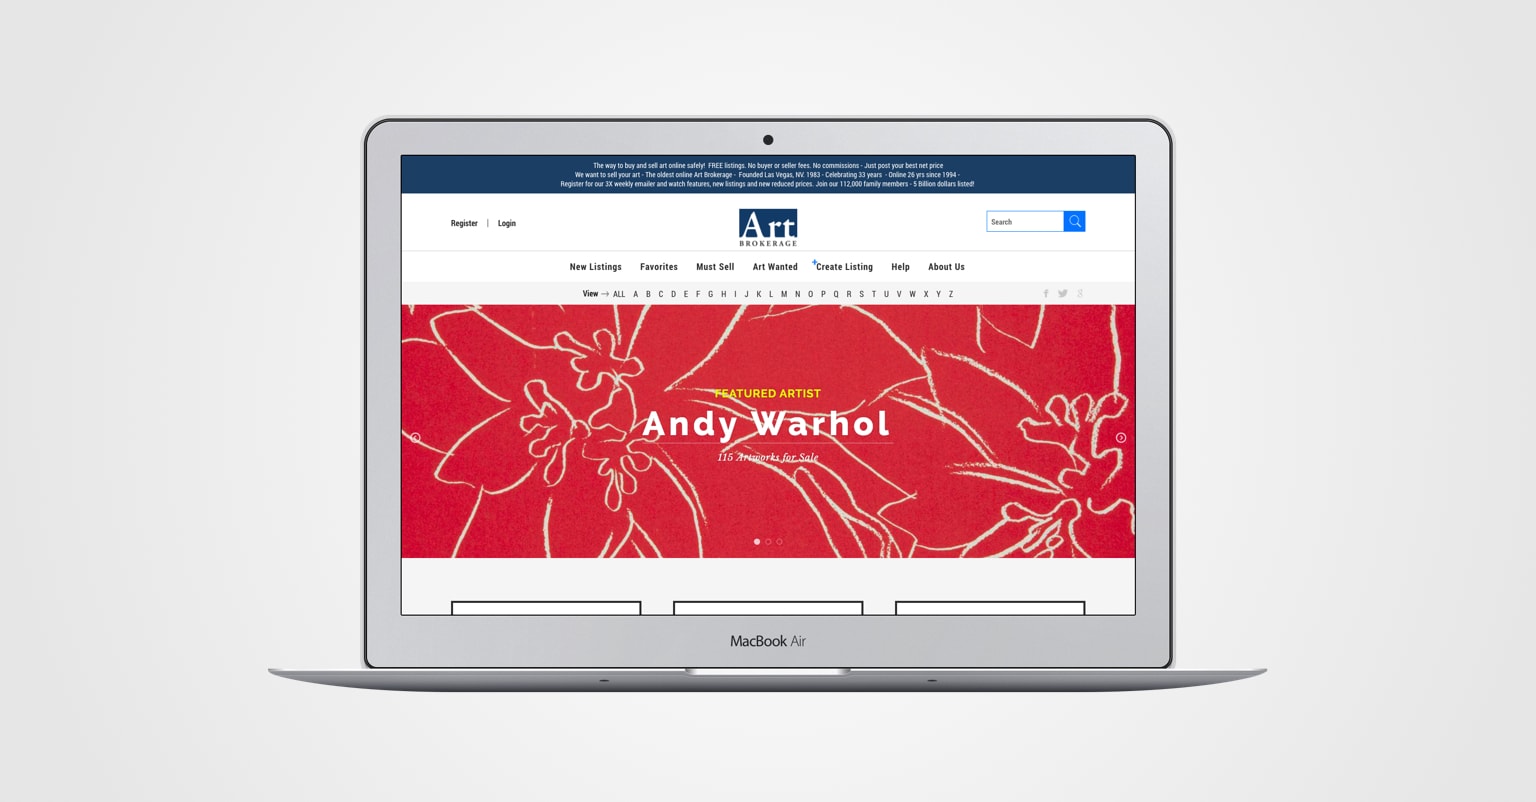 The way to buy and sell art online safely! FREE listings. No buyer or seller fees. No commissions - Just post your best net price
We want to sell your art - The oldest online Art Brokerage - Founded Las Vegas, NV. 1983 - Celebrating 33 years - Online 26 yrs since 1994 -
Register for our 3X weekly emailer and watch features, new listings and new reduced prices. Join our 112,000 family members - 5 Billion dollars listed!
Register | Login
Art
BROKERAGE
Search
New Listings Favorites Must Sell Art Wanted +Create Listing Help About Us
View → ALL A B C D E F G H I J K L M N O P Q R S T U V W X Y Z
FEATURED ARTIST
Andy Warhol
115 Artworks for Sale
MacBook Air